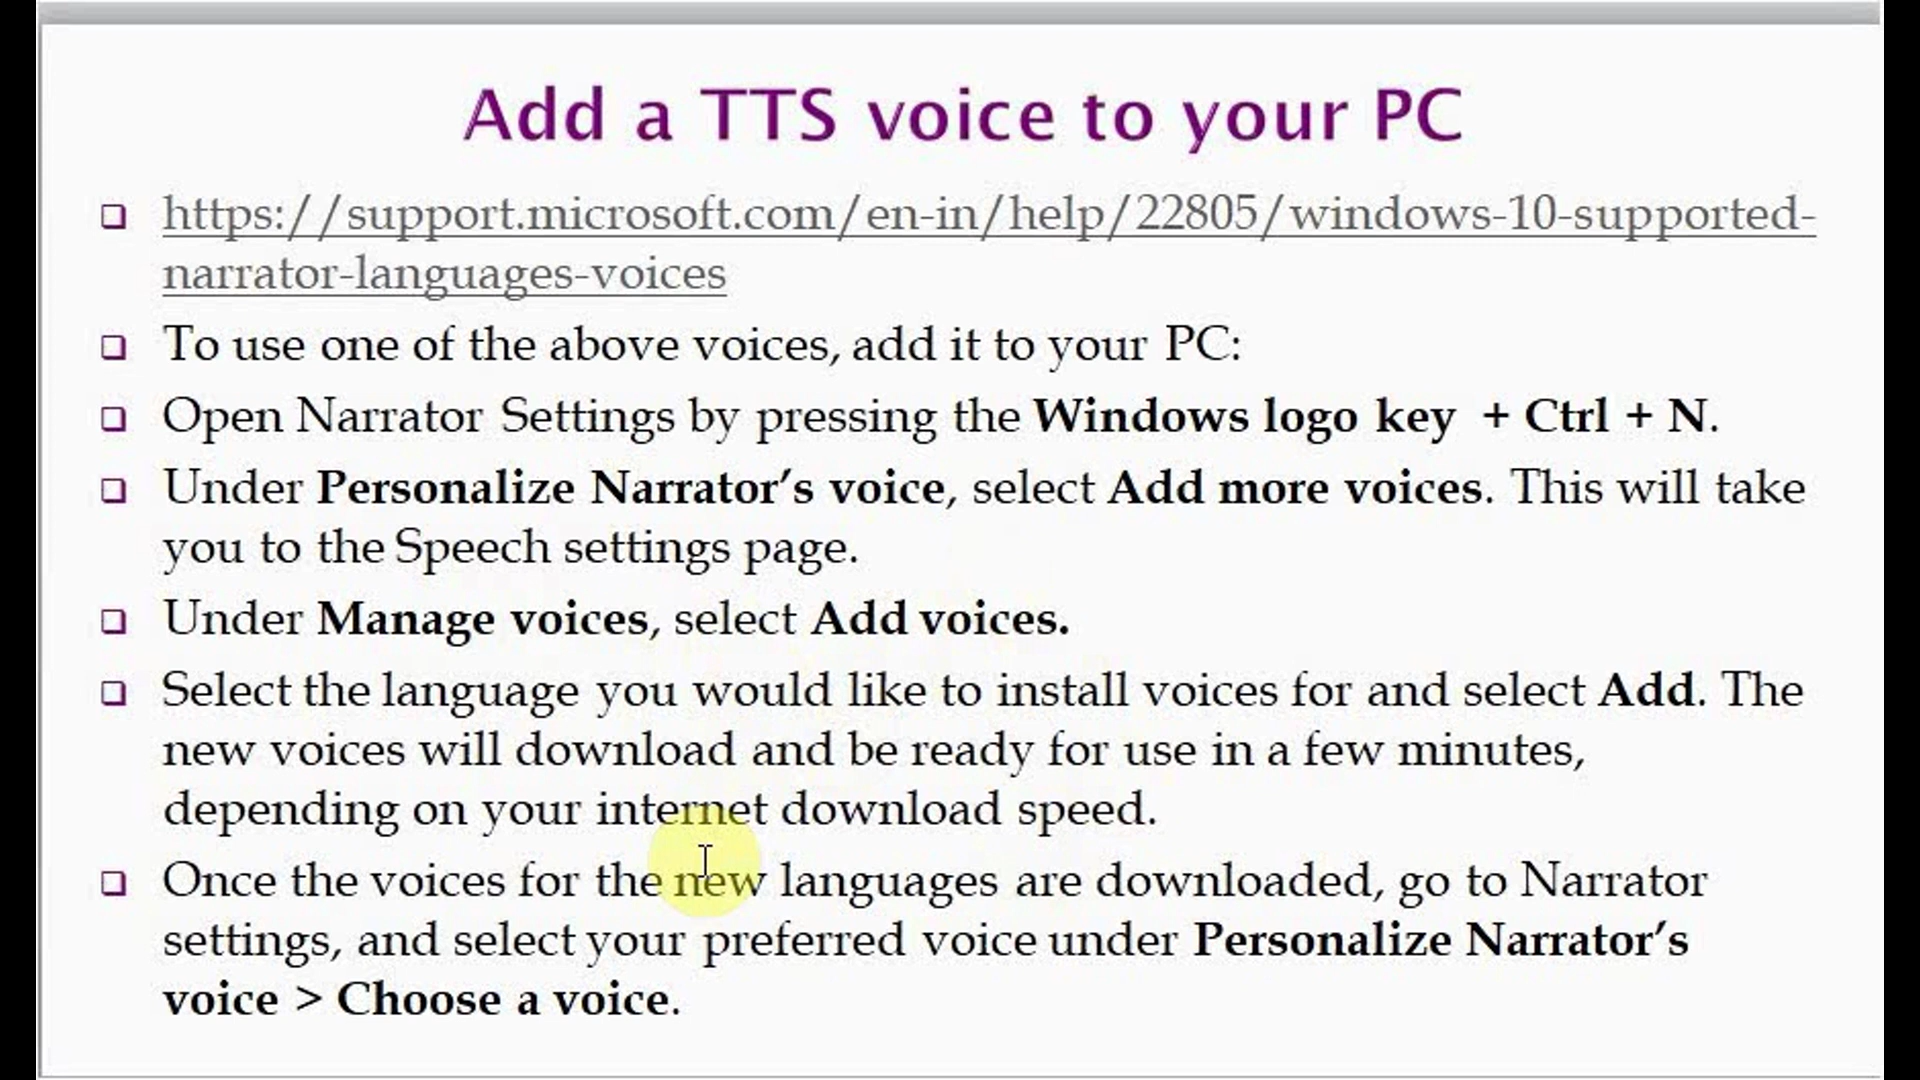 Add a TTS voice to your PC
https://support.microsoft.com/en-in/help/22805/windows-10-supported-
narrator-languages-voices
To use one of the above voices, add it to your PC:
Open Narrator Settings by pressing the Windows logo key + Ctrl + N.
Under Personalize Narrator’s voice, select Add more voices. This will take
you to the Speech settings page.
Under Manage voices, select Add voices.
Select the language you would like to install voices for and select Add. The
new voices will download and be ready for use in a few minutes,
depending on your internet download speed.
Once the voices for the new languages are downloaded, go to Narrator
settings, and select your preferred voice under Personalize Narrator’s
voice > Choose a voice.